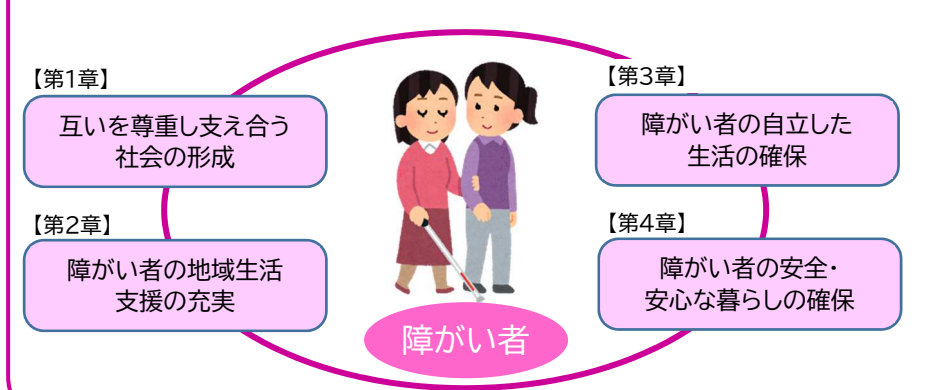 【第1章】
互いを尊重し支え合う
社会の形成
【第2章】
障がい者の地域生活
支援の充実
【第3章】
障がい者の自立した
生活の確保
【第4章】
障がい者の安全・
安心な暮らしの確保
障がい者